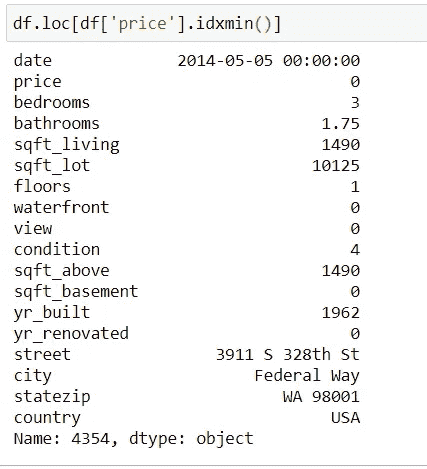 df.loc[df['price'].idxmin()]
date 2014-05-05 00:00:00
price 0
bedrooms 3
bathrooms 1.75
sqft_living 1490
sqft_lot 10125
floors 1
waterfront 0
view 0
condition 4
sqft_above 1490
sqft_basement 0
yr_built 1962
yr_renovated 0
street 3911 S 328th St
city Federal Way
statezip WA 98001
country USA
Name: 4354, dtype: object